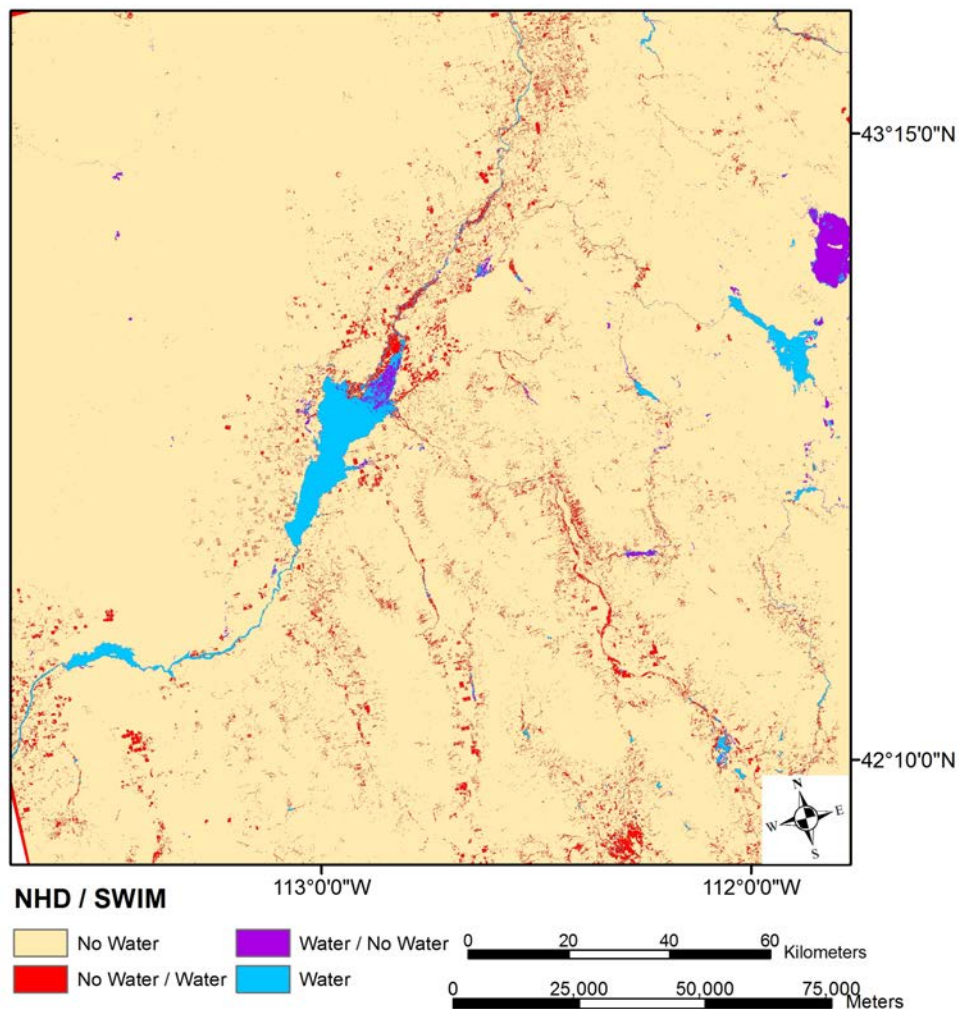 43°15'0"N
42°10'0"N
N
W
E
S
113°0'0"W
112°0'0"W
NHD / SWIM
No Water
Water / No Water
No Water / Water
Water
0 20 40 60
Kilometers
0 25,000 50,000 75,000
Meters